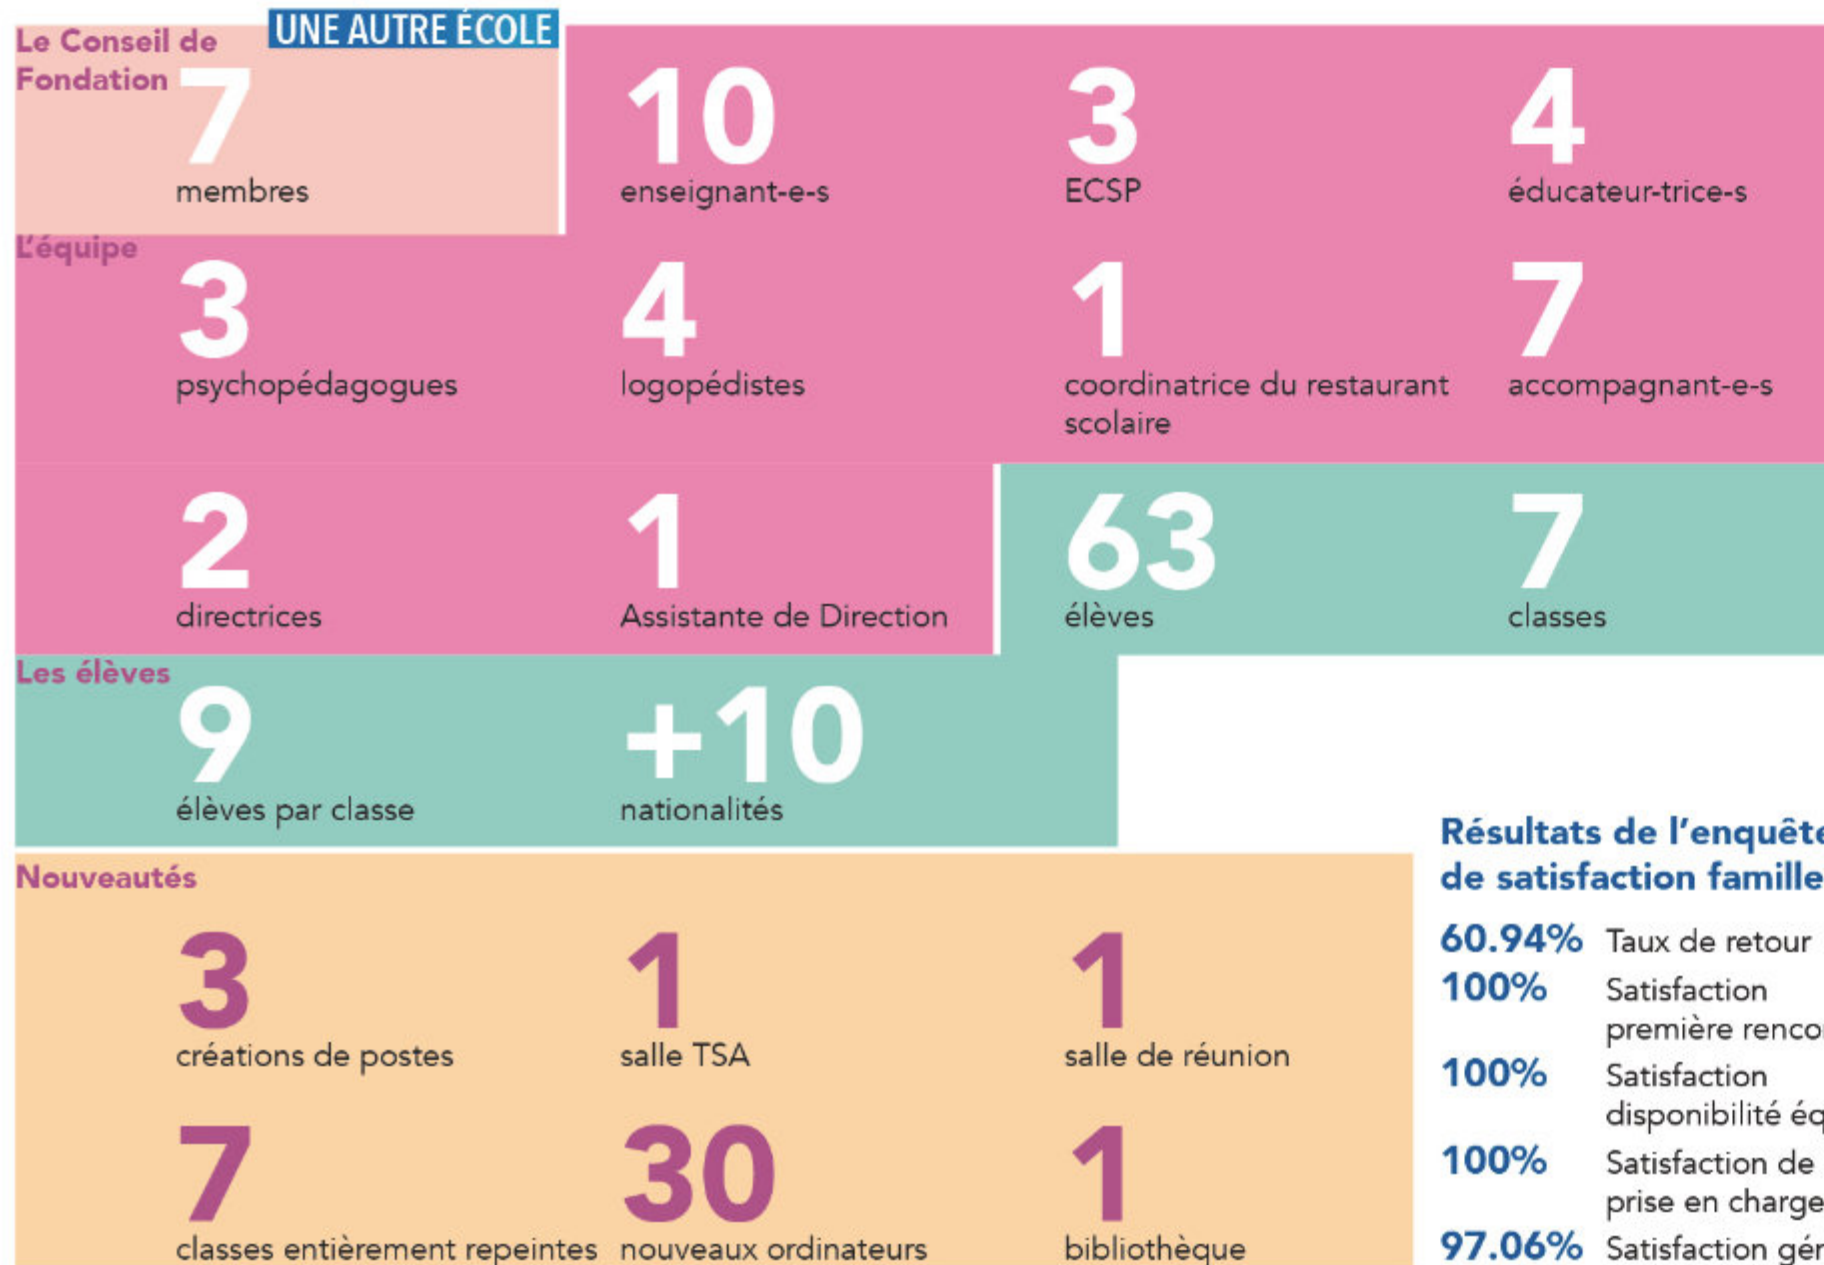 UNE AUTRE ÉCOLE
Le Conseil de
Fondation
7
membres
10
enseignant-e-s
3
ECSP
4
éducateur-trice-s
L'équipe
3
psychopédagogues
4
logopédistes
1
coordinatrice du restaurant
scolaire
7
accompagnant-e-s
2
directrices
1
Assistante de Direction
63
élèves
7
classes
Les élèves
9
élèves par classe
+10
nationalités
Nouveautés
3
créations de postes
1
salle TSA
1
salle de réunion
7
classes entièrement repeintes
30
nouveaux ordinateurs
1
bibliothèque
Résultats de l'enquête
de satisfaction famille
60.94% Taux de retour
100% Satisfaction
première
100% Satisfaction
disponibilité
100% Satisfaction de
prise en charge
97.06% Satisfaction